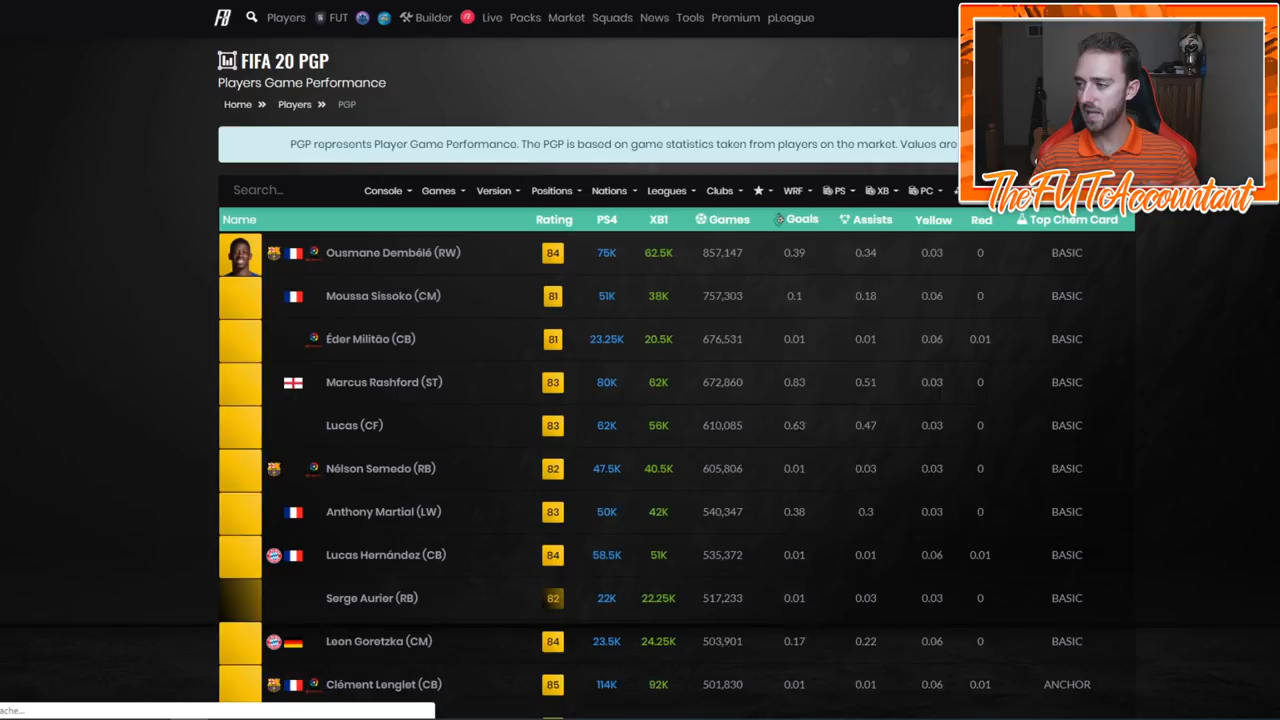 FB Players FUT Builder Live Packs Market Squads News Tools Premium pLeague
FIFA 20 PGP
Players Game Performance
Home » Players » PGP
PGP represents Player Game Performance. The PGP is based on game statistics taken from players on the market. Values are
TheFUTAccountant
Search... Console Games Version Positions Nations Leagues Clubs WRF PS XB PC
Name Rating PS4 XB1 Games Goals Assists Yellow Red Top Chem Card
Ousmane Dembélé (RW) 84 75K 62.5K 857,147 0.39 0.34 0.03 0 BASIC
Moussa Sissoko (CM) 81 51K 38K 757,303 0.1 0.18 0.06 0 BASIC
Éder Militão (CB) 81 23.25K 20.5K 676,531 0.01 0.01 0.06 0.01 BASIC
Marcus Rashford (ST) 83 80K 62K 672,860 0.83 0.51 0.03 0 BASIC
Lucas (CF) 83 62K 56K 610,085 0.63 0.47 0.03 0 BASIC
Nélson Semedo (RB) 82 47.5K 40.5K 605,806 0.01 0.03 0.03 0 BASIC
Anthony Martial (LW) 83 50K 42K 540,347 0.38 0.3 0.03 0 BASIC
Lucas Hernández (CB) 84 58.5K 51K 535,372 0.01 0.01 0.06 0.01 BASIC
Serge Aurier (RB) 82 22K 22.25K 517,233 0.01 0.03 0.03 0 BASIC
Leon Goretzka (CM) 84 23.5K 24.25K 503,901 0.17 0.22 0.06 0 BASIC
Clément Lenglet (CB) 85 114K 92K 501,830 0.01 0.01 0.06 0.01 ANCHOR
ache...